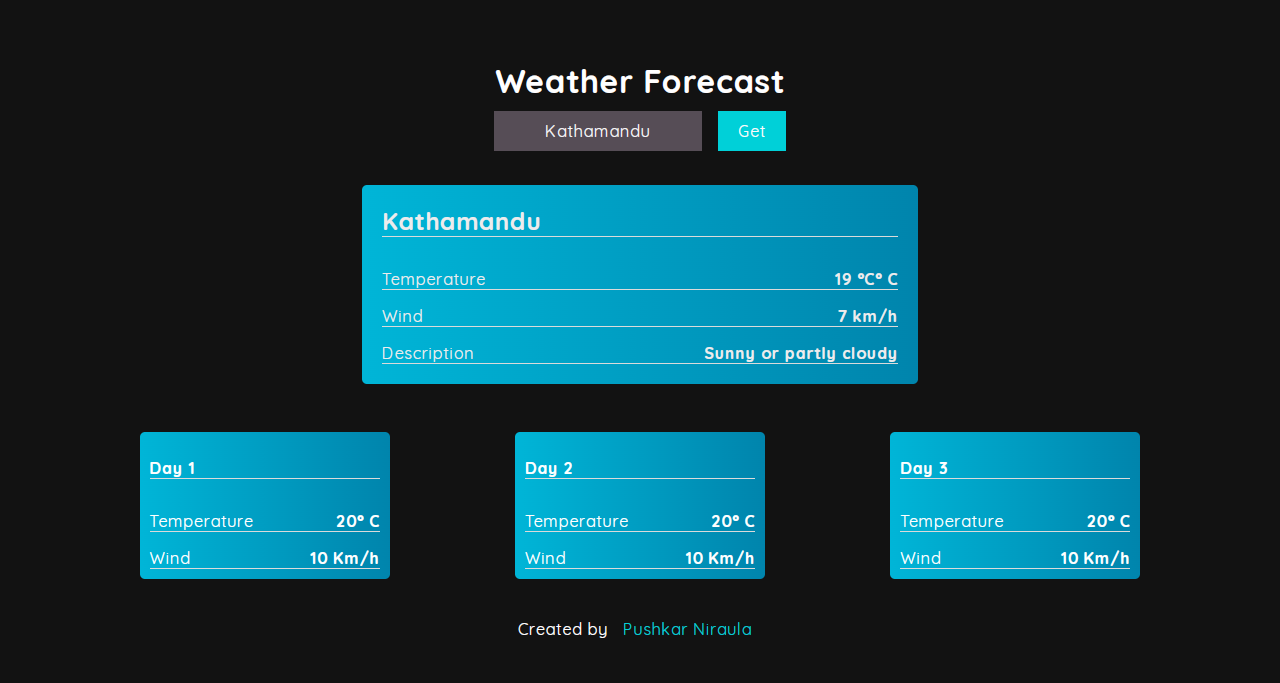 Weather Forecast
Kathamandu Get
Kathamandu
Temperature 19 °C° C
Wind 7 km/h
Description Sunny or partly cloudy
Day 1
Temperature 20° C
Wind 10 Km/h
Day 2
Temperature 20° C
Wind 10 Km/h
Day 3
Temperature 20° C
Wind 10 Km/h
Created by Pushkar Niraula